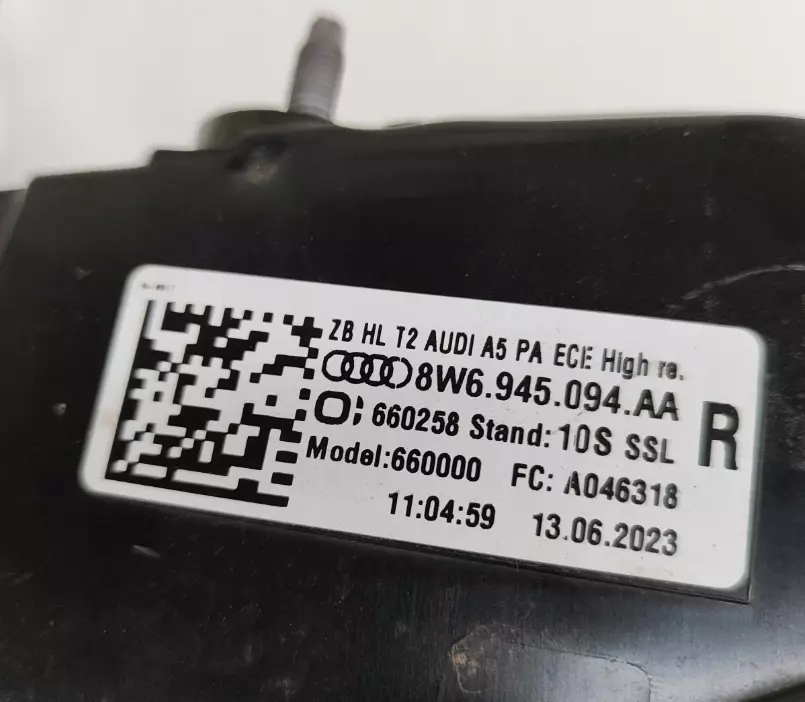 ZB HL T2 AUDI A5 PA ECE High re.
8W6.945.094.AA
660258 Stand: 10S SSL
R
Model:660000 FC: A046318
11:04:59 13.06.2023